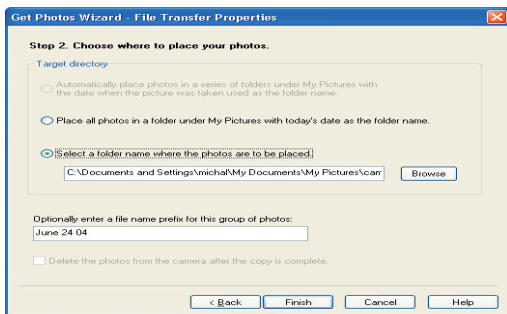 Get Photos Wizard - File Transfer Properties
Step 2. Choose where to place your photos.
Target directory
Automatically place photos in a series of folders under My Pictures with
the date when the picture was taken used as the folder name.
Place all photos in a folder under My Pictures with today's date as the folder name.
Select a folder name where the photos are to be placed.
C:\Documents and Settings\michal\My Documents\My Pictures\cam
Browse
Optionally enter a file name prefix for this group of photos:
June 24 04
Delete the photos from the camera after the copy is complete.
< Back
Finish
Cancel
Help